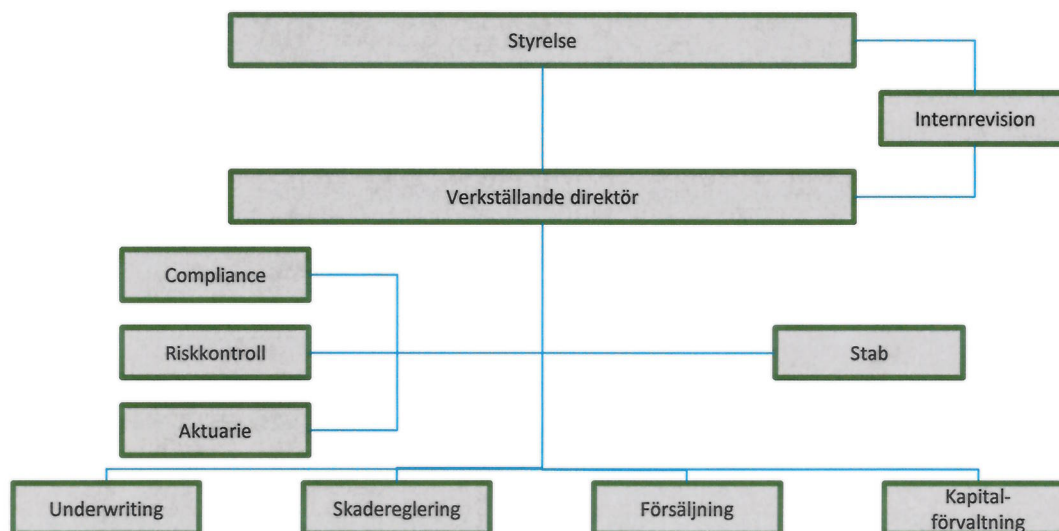 Styrelse
Internrevision
Verkställande direktör
Compliance
Riskkontroll
Stab
Aktuarie
Underwriting
Skadereglering
Försäljning
Kapital-
förvaltning